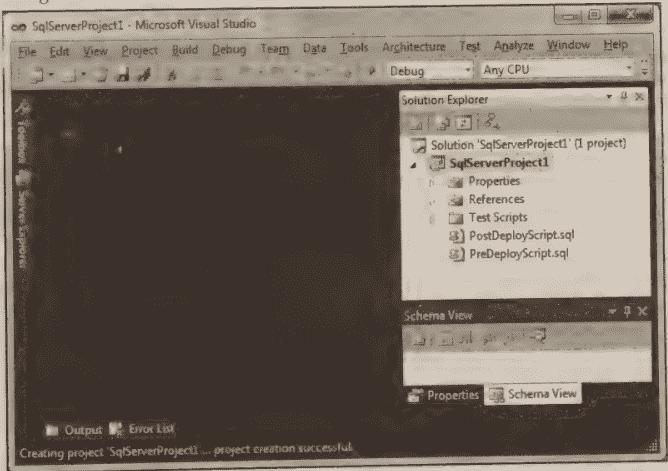 SqlServerProject1 - Microsoft Visual Studio
File Edit View Project Build Debug Team Data Tools Architecture Test Analyze Window Help
Debug Any CPU
Toolbox
Server Explorer
Solution Explorer
Solution 'SqlServerProject1' (1 project)
SqlServerProject1
Properties
References
Test Scripts
PostDeployScript.sql
PreDeployScript.sql
Schema View
Properties Schema View
Output Error List
Creating project 'SqlServerProject1'... project creation successful.